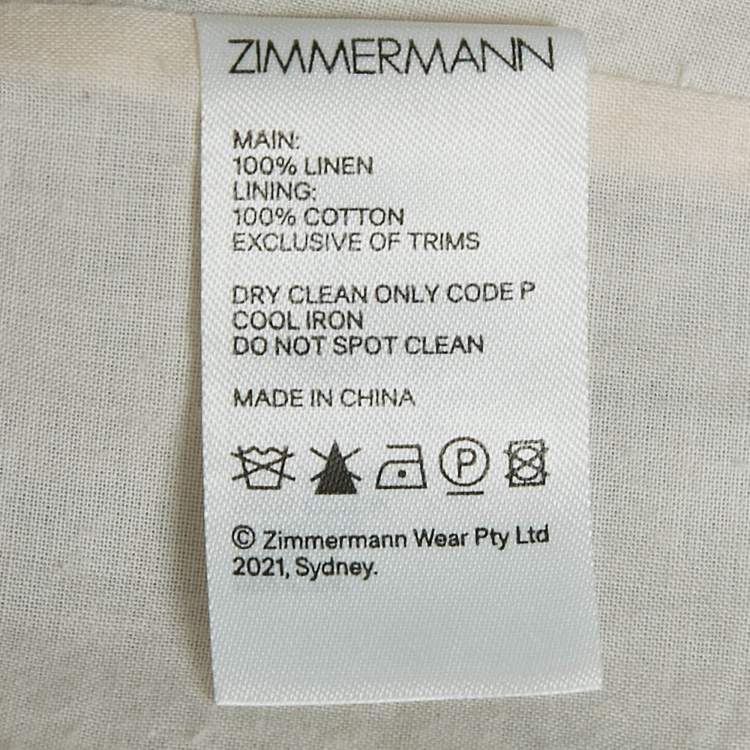 ZIMMERMANN
MAIN:
100% LINEN
LINING:
100% COTTON
EXCLUSIVE OF TRIMS
DRY CLEAN ONLY CODE P
COOL IRON
DO NOT SPOT CLEAN
MADE IN CHINA
P
© Zimmermann Wear Pty Ltd
2021, Sydney.